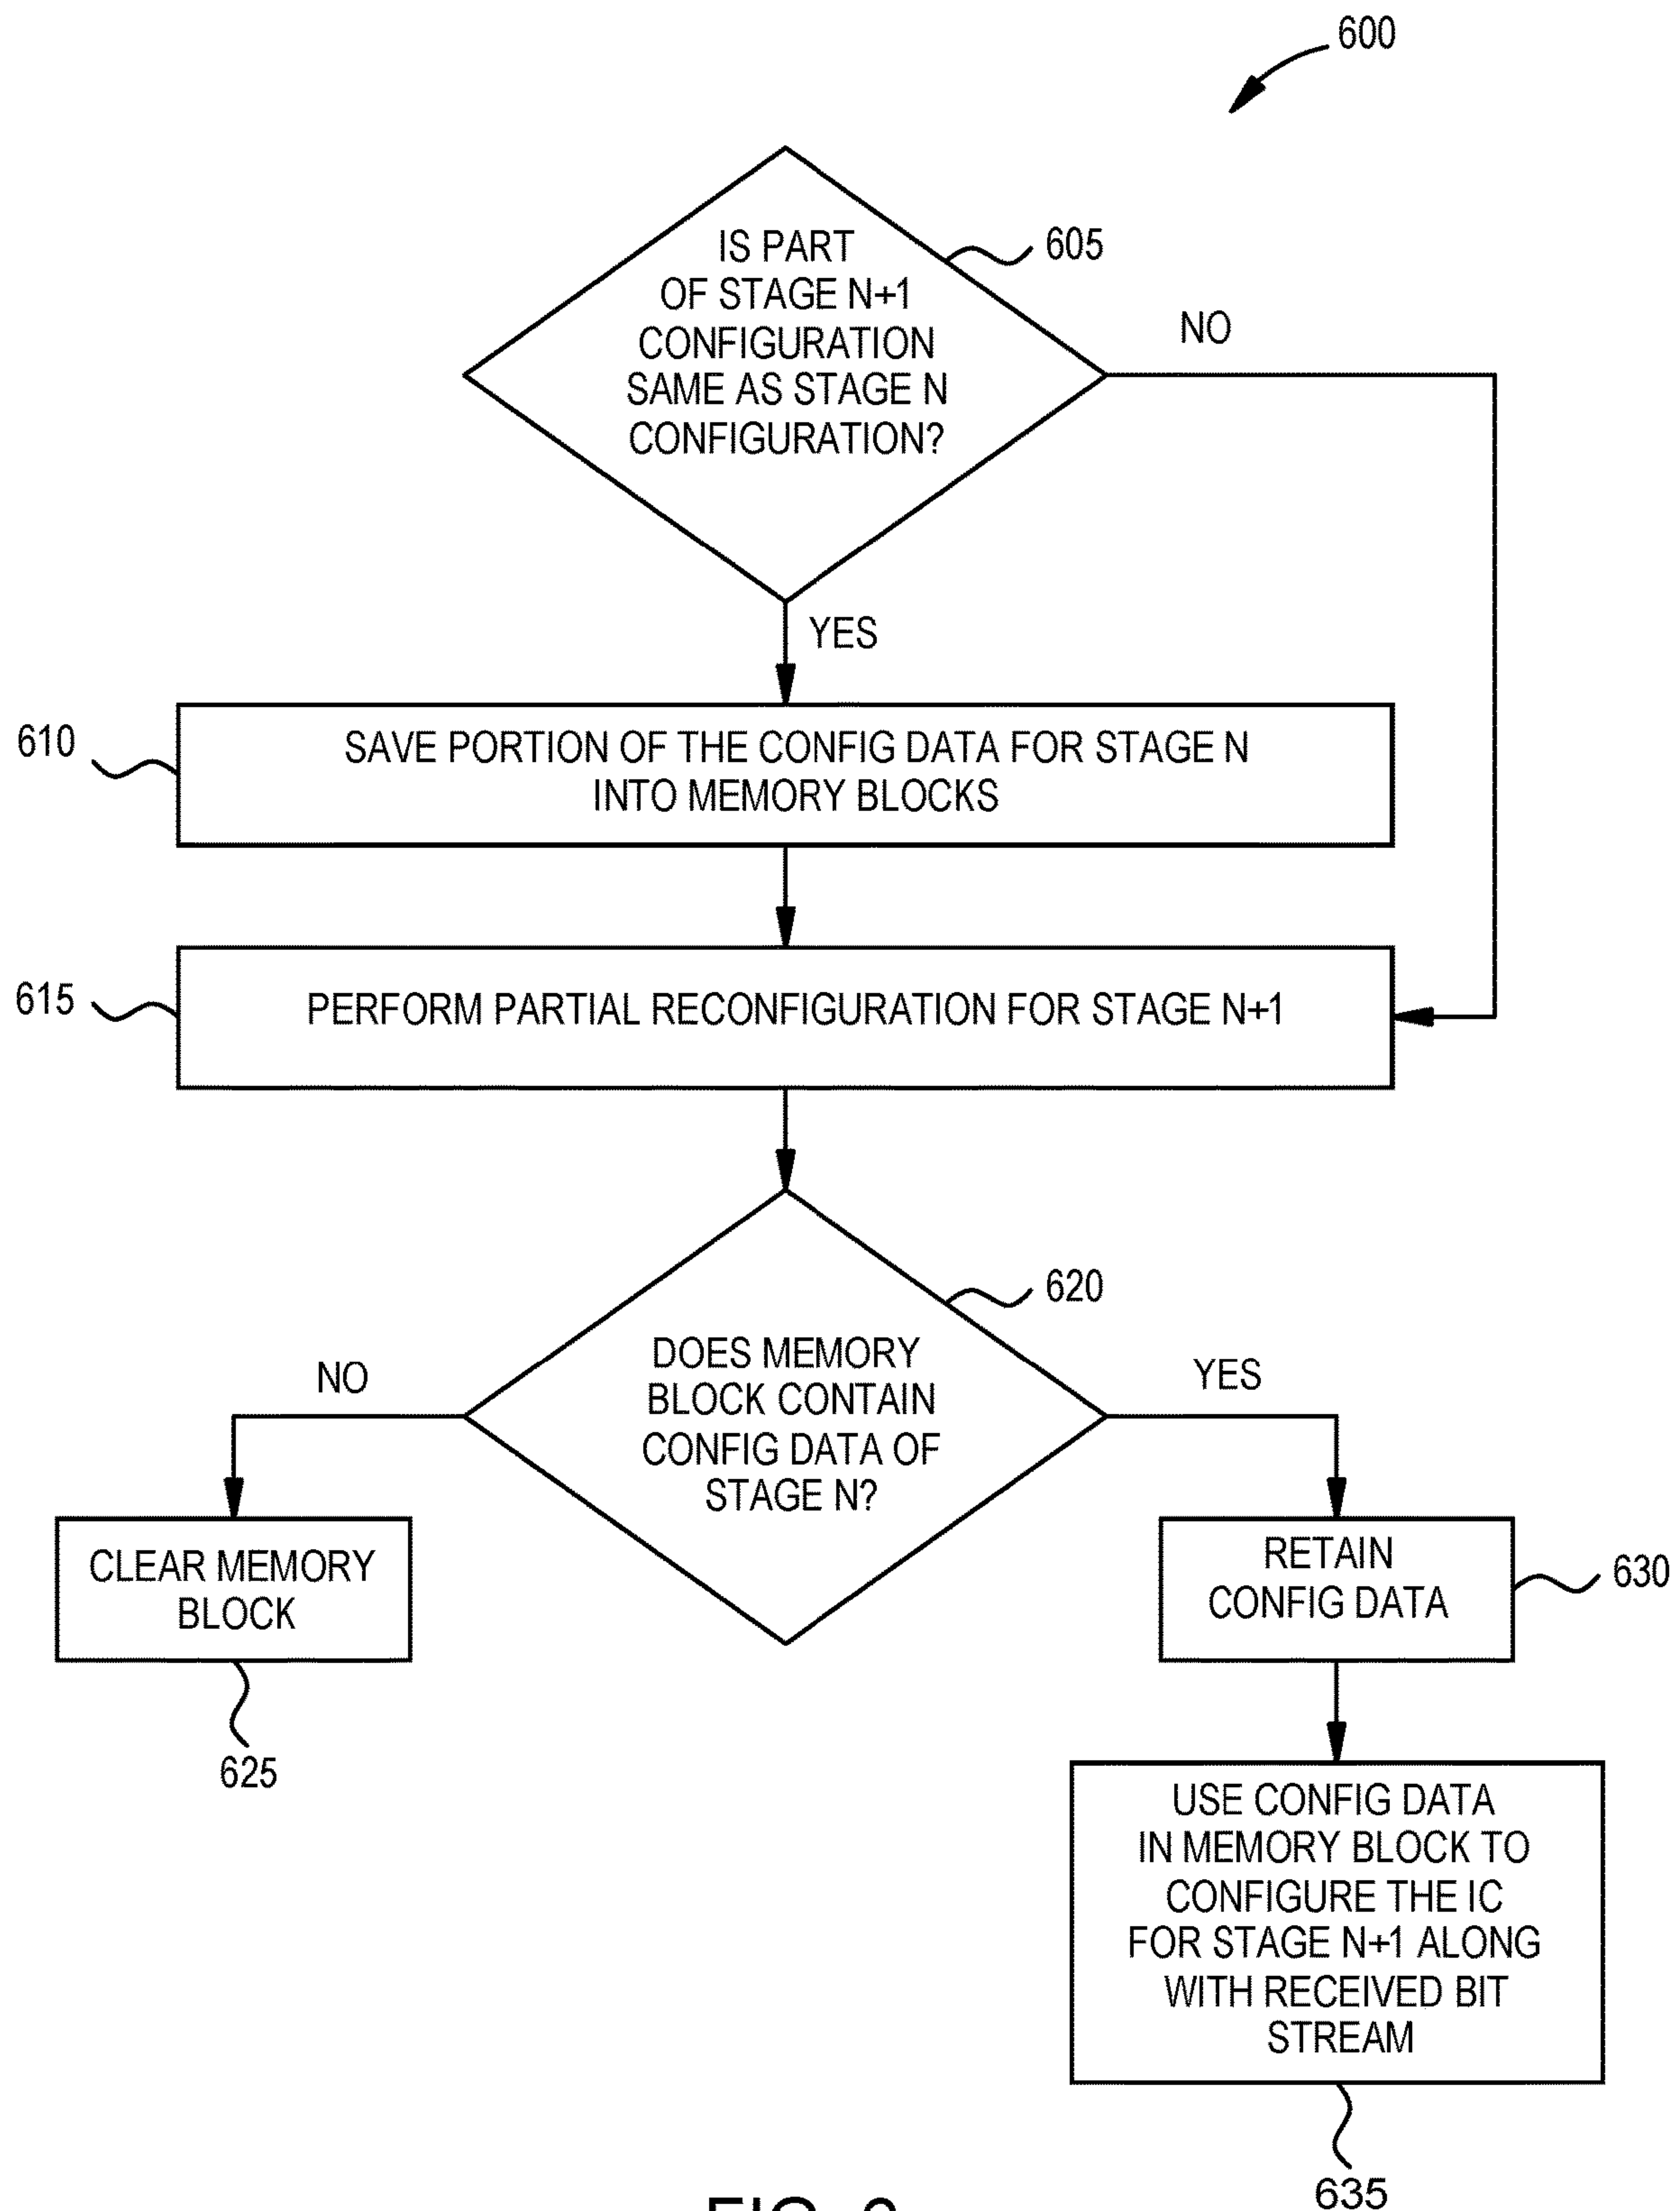 600
IS PART
OF STAGE N+1
CONFIGURATION
SAME AS STAGE N
CONFIGURATION?
605
NO
YES
610
SAVE PORTION OF THE CONFIG DATA FOR STAGE N
INTO MEMORY BLOCKS
615
PERFORM PARTIAL RECONFIGURATION FOR STAGE N+1
620
DOES MEMORY
BLOCK CONTAIN
CONFIG DATA OF
STAGE N?
NO
YES
CLEAR MEMORY
BLOCK
625
RETAIN
CONFIG DATA
630
USE CONFIG DATA
IN MEMORY BLOCK TO
CONFIGURE THE IC
FOR STAGE N+1 ALONG
WITH RECEIVED BIT
STREAM
635
FIG.